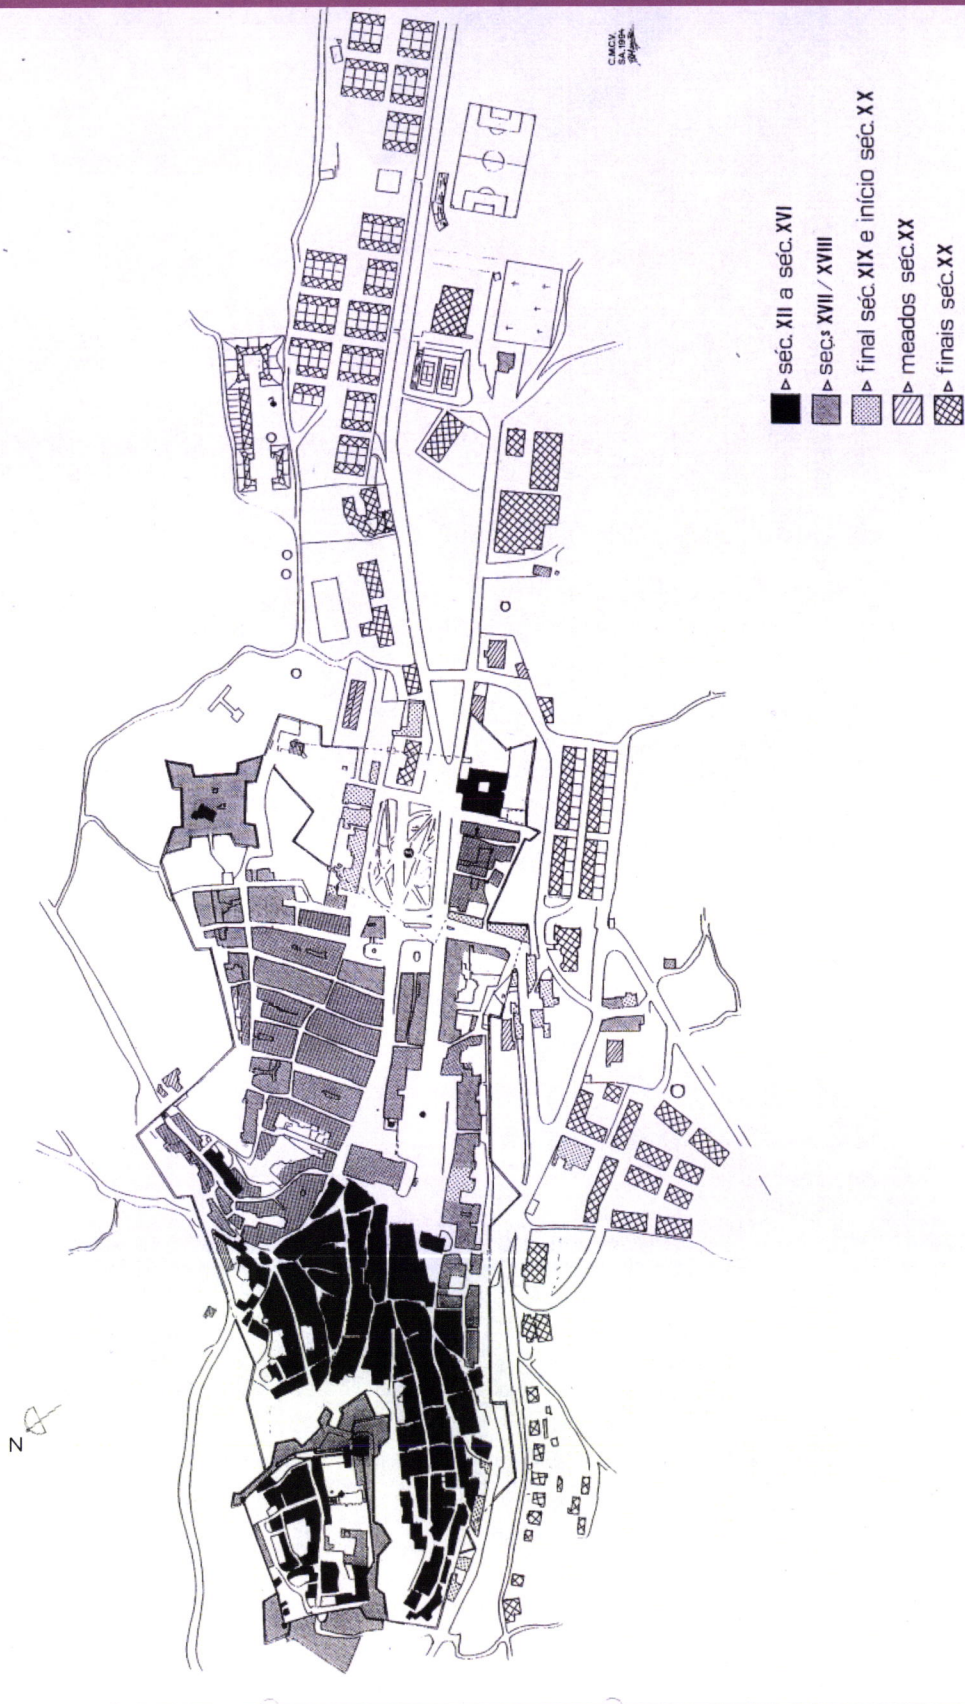 C.M.C.V.
S.A. 1994
▷ séc. XII a séc. XVI
▷ sec.s XVII / XVIII
▷ final séc. XIX e início séc. XX
▷ meados séc. XX
▷ finais séc. XX
N